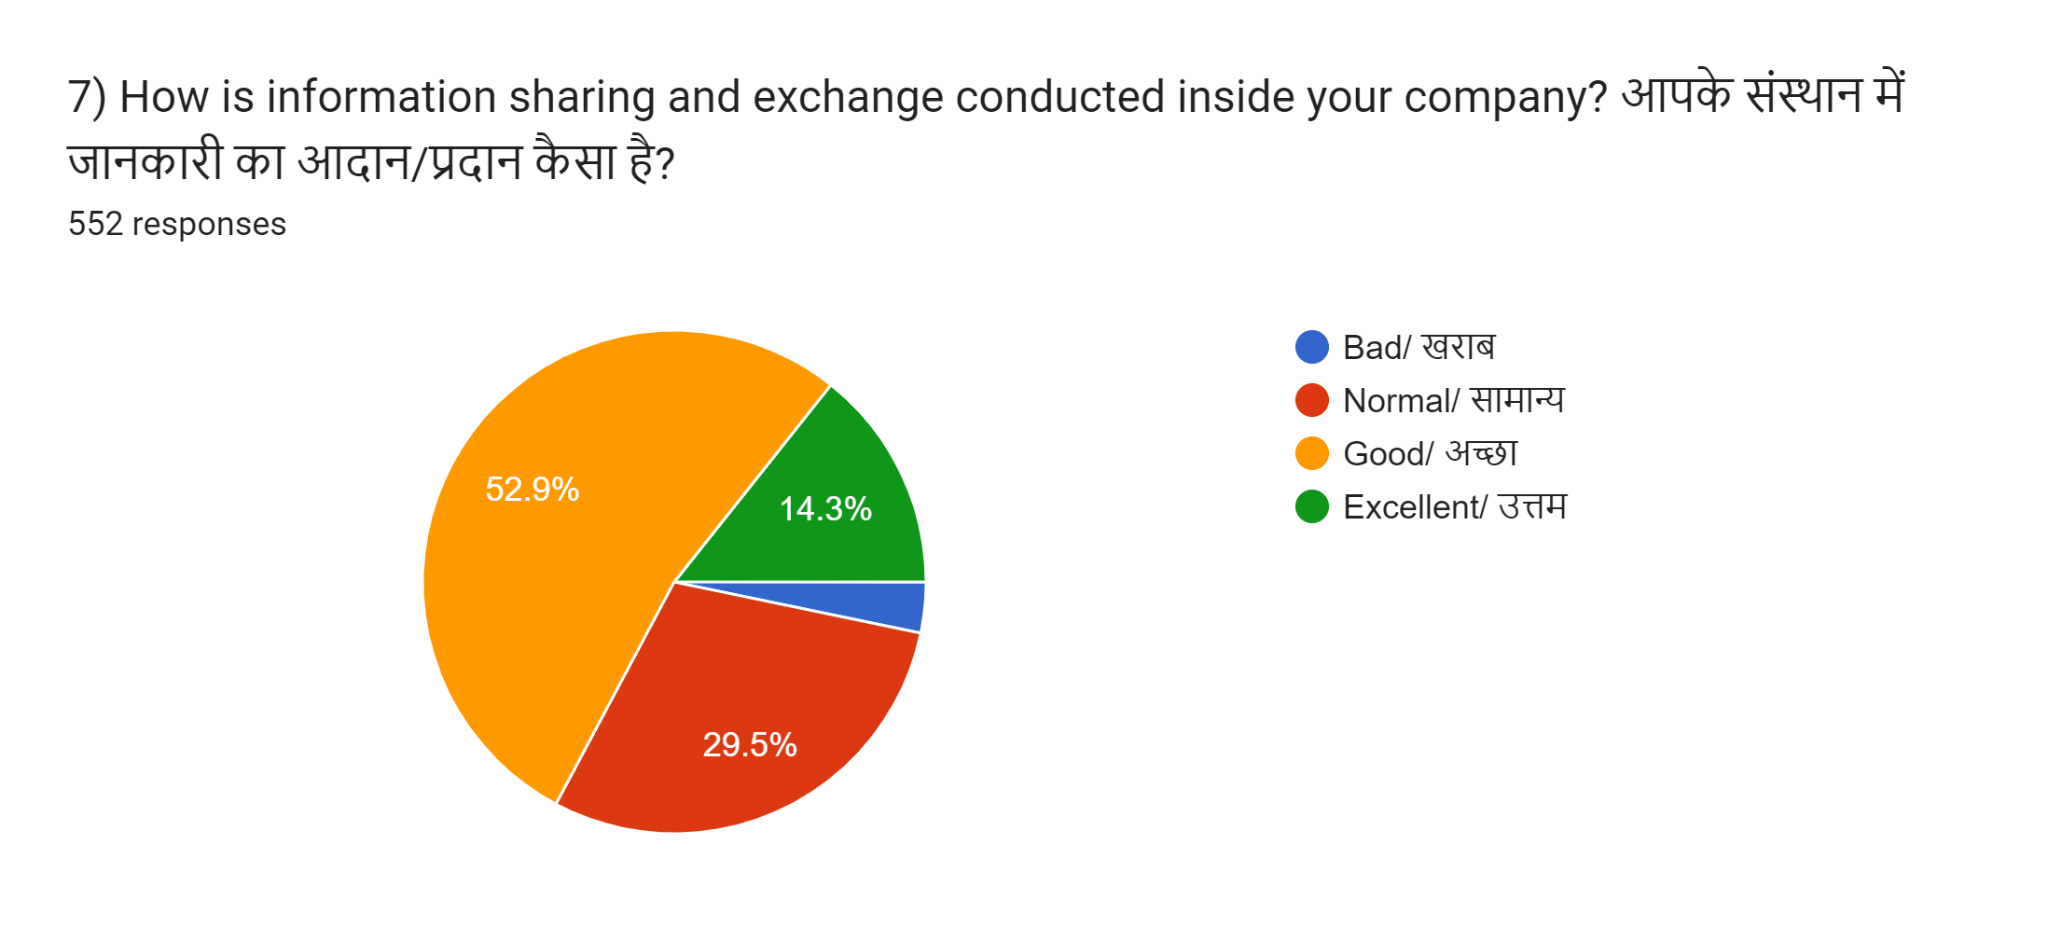 7) How is information sharing and exchange conducted inside your company? आपके संस्थान में
जानकारी का आदान/प्रदान कैसा है?
552 responses
Bad/ खराब
Normal/ सामान्य
Good/ अच्छा
Excellent/ उत्तम
52.9%
14.3%
29.5%